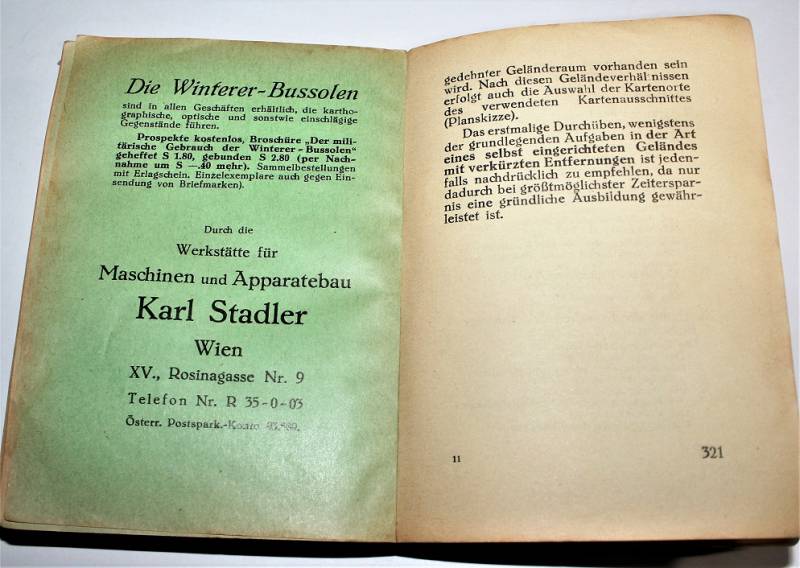 Die Winterer-Bussolen
sind in allen Geschäften erhältlich, die kartho-
graphische, optische und sonstwie einschlägige
Gegenstände führen.
Prospekte kostenlos, Broschüre „Der mili-
tärische Gebrauch der Winterer-Bussolen“
geheftet S 1.80, gebunden S 2.80 (per Nach-
nahme um S —.40 mehr). Sammelbestellungen
mit Erlagschein. Einzelexemplare auch gegen Ein-
sendung von Briefmarken).
Durch die
Werkstätte für
Maschinen und Apparatebau
Karl Stadler
Wien
XV., Rosinagasse Nr. 9
Telefon Nr. R 35-0-03
Österr. Postspark.-Konto
gedehnter Geländeraum vorhanden sein
wird. Nach diesen Geländeverhäl nissen
erfolgt auch die Auswahl der Kartenorte
des verwendeten Kartenausschnittes
(Planskizze).
Das erstmalige Durchüben, wenigstens
der grundlegenden Aufgaben in der Art
eines selbst eingerichteten Geländes
mit verkürzten Entfernungen ist jeden-
falls nachdrücklich zu empfehlen, da nur
dadurch bei größtmöglichster Zeiterspar-
nis eine gründliche Ausbildung gewähr-
leistet ist.
11
321